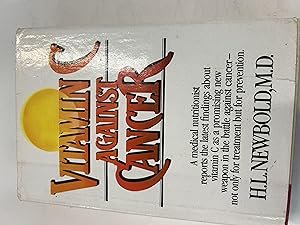 VITAMIN C
AGAINST
CANCER
A medical nutritionist
reports the latest findings about
vitamin C as a promising new
weapon in the battle against cancer—
not only for treatment but for prevention.
H.L. NEWBOLD, M.D.